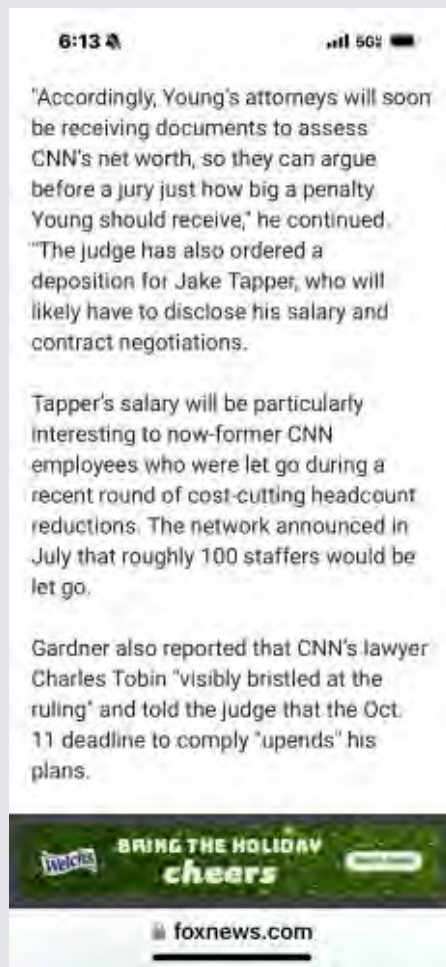 6:13
5G
"Accordingly, Young's attorneys will soon
be receiving documents to assess
CNN's net worth, so they can argue
before a jury just how big a penalty
Young should receive," he continued.
"The judge has also ordered a
deposition for Jake Tapper, who will
likely have to disclose his salary and
contract negotiations.
Tapper's salary will be particularly
interesting to now-former CNN
employees who were let go during a
recent round of cost-cutting headcount
reductions. The network announced in
July that roughly 100 staffers would be
let go.
Gardner also reported that CNN's lawyer
Charles Tobin "visibly bristled at the
ruling" and told the judge that the Oct.
11 deadline to comply "upends" his
plans.
Welch's
BRING THE HOLIDAY
cheers
foxnews.com